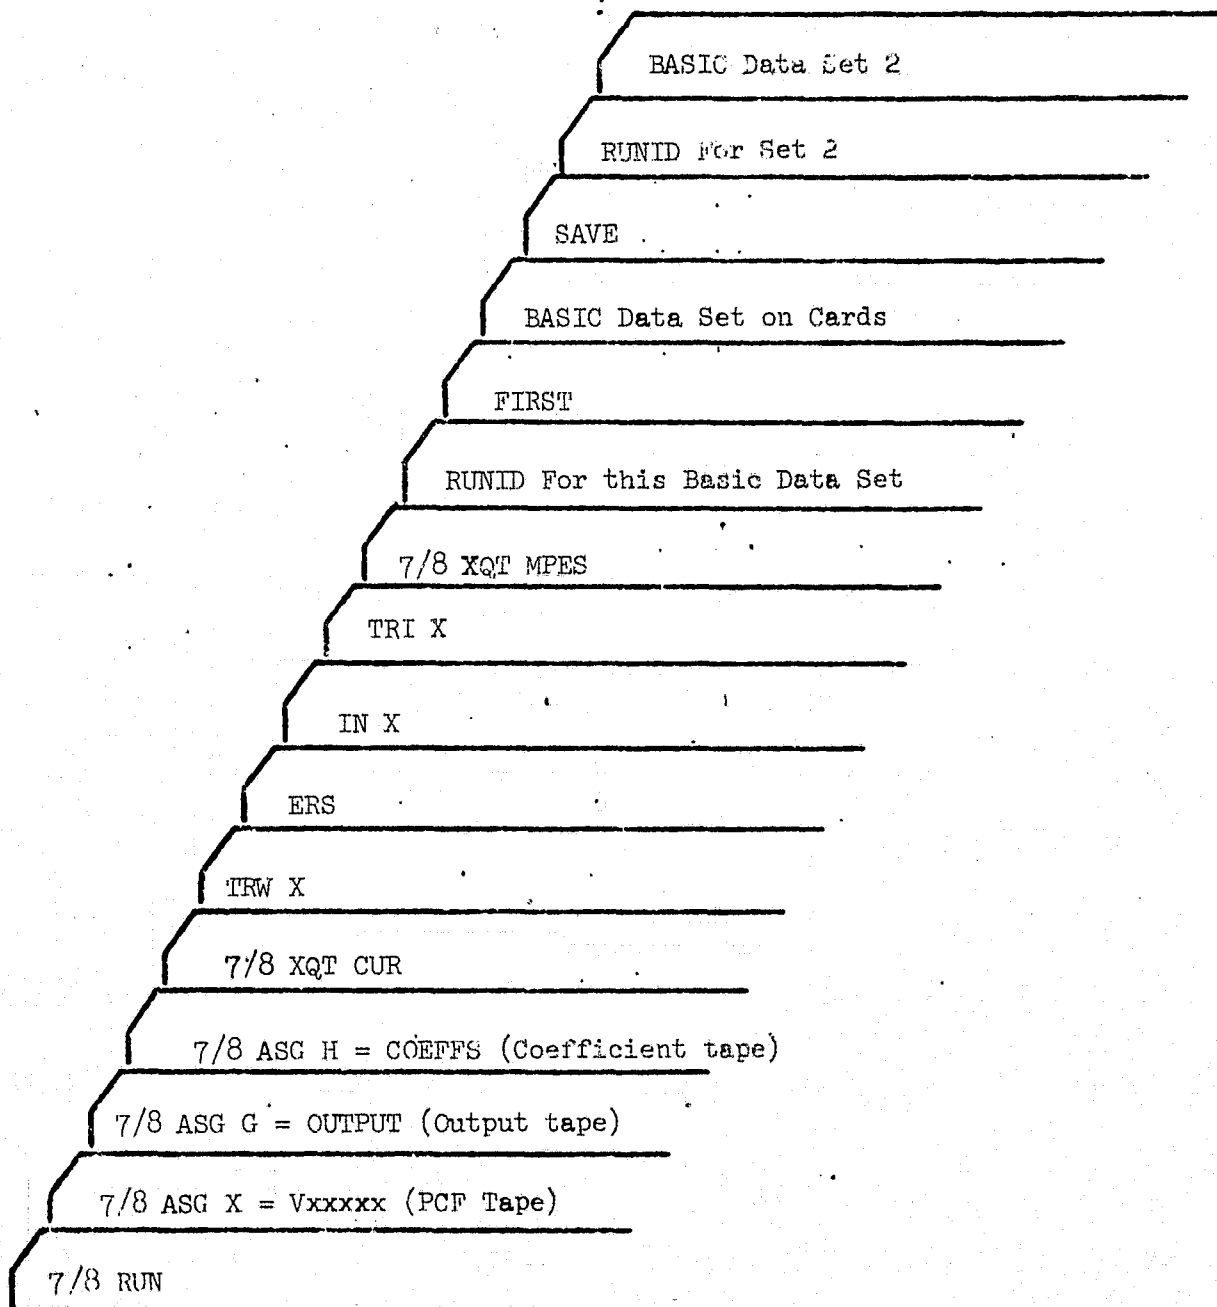 BASIC Data Set 2
RUNID For Set 2
SAVE
BASIC Data Set on Cards
FIRST
RUNID For this Basic Data Set
7/8 XQT MPES
TRI X
IN X
ERS
TRW X
7/8 XQT CUR
7/8 ASG H = COEFFS (Coefficient tape)
7/8 ASG G = OUTPUT (Output tape)
7/8 ASG X = Vxxxxx (PCF Tape)
7/8 RUN